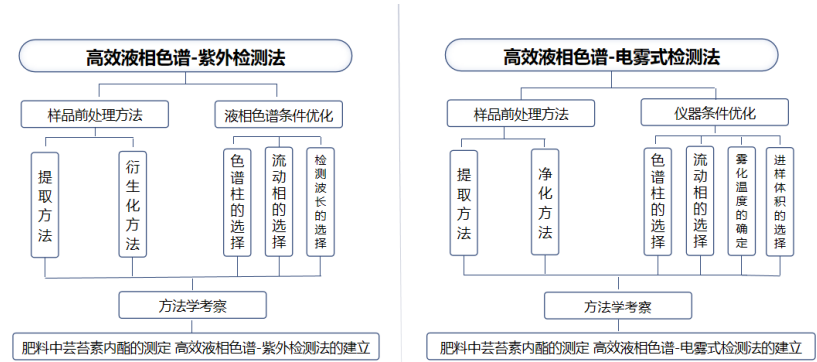 高效液相色谱-紫外检测法
样品前处理方法
液相色谱条件优化
提取方法
衍生化方法
色谱柱的选择
流动相的选择
检测波长的选择
方法学考察
肥料中芸苔素内酯的测定 高效液相色谱-紫外检测法的建立
高效液相色谱-电雾式检测法
样品前处理方法
仪器条件优化
提取方法
净化方法
色谱柱的选择
流动相的选择
雾化温度的确定
进样体积的选择
方法学考察
肥料中芸苔素内酯的测定 高效液相色谱-电雾式检测法的建立